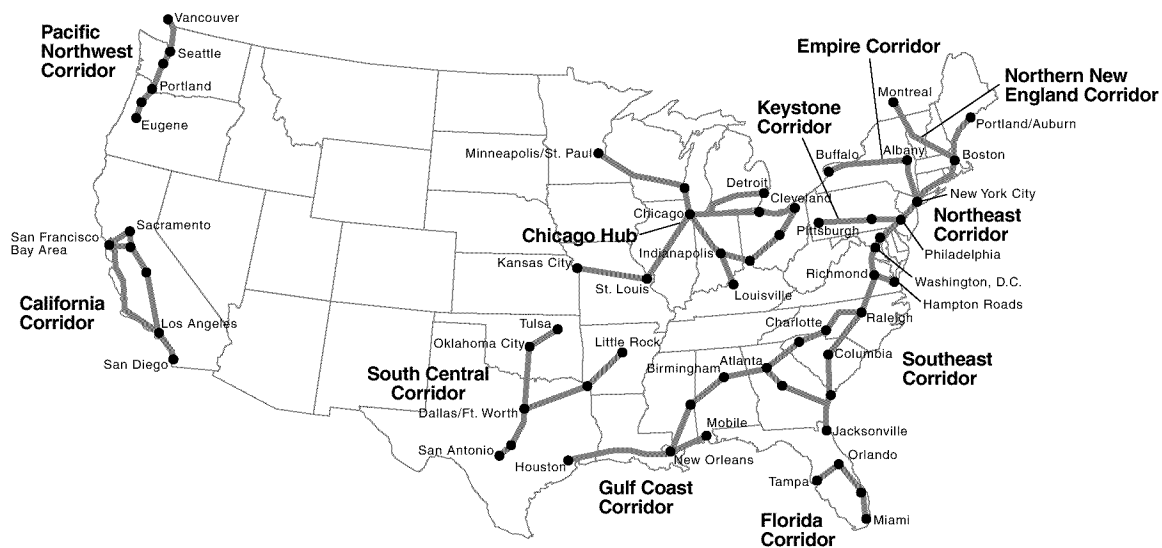 Vancouver
Pacific
Northwest
Corridor
Seattle
Portland
Eugene
Empire Corridor
Northern New
England Corridor
Montreal
Keystone
Corridor
Portland/Auburn
Minneapolis/St. Paul
Buffalo
Albany
Boston
Detroit
Cleveland
New York City
Chicago
Northeast
Corridor
Sacramento
San Francisco
Bay Area
Chicago Hub
Pittsburgh
Indianapolis
Philadelphia
Kansas City
Richmond
Washington, D.C.
St. Louis
Louisville
Hampton Roads
California
Corridor
Los Angeles
Tulsa
Charlotte
Raleigh
Oklahoma City
Little Rock
San Diego
Birmingham
Atlanta
Columbia
Southeast
Corridor
South Central
Corridor
Dallas/Ft. Worth
Mobile
Jacksonville
San Antonio
Houston
New Orleans
Orlando
Tampa
Gulf Coast
Corridor
Florida
Corridor
Miami